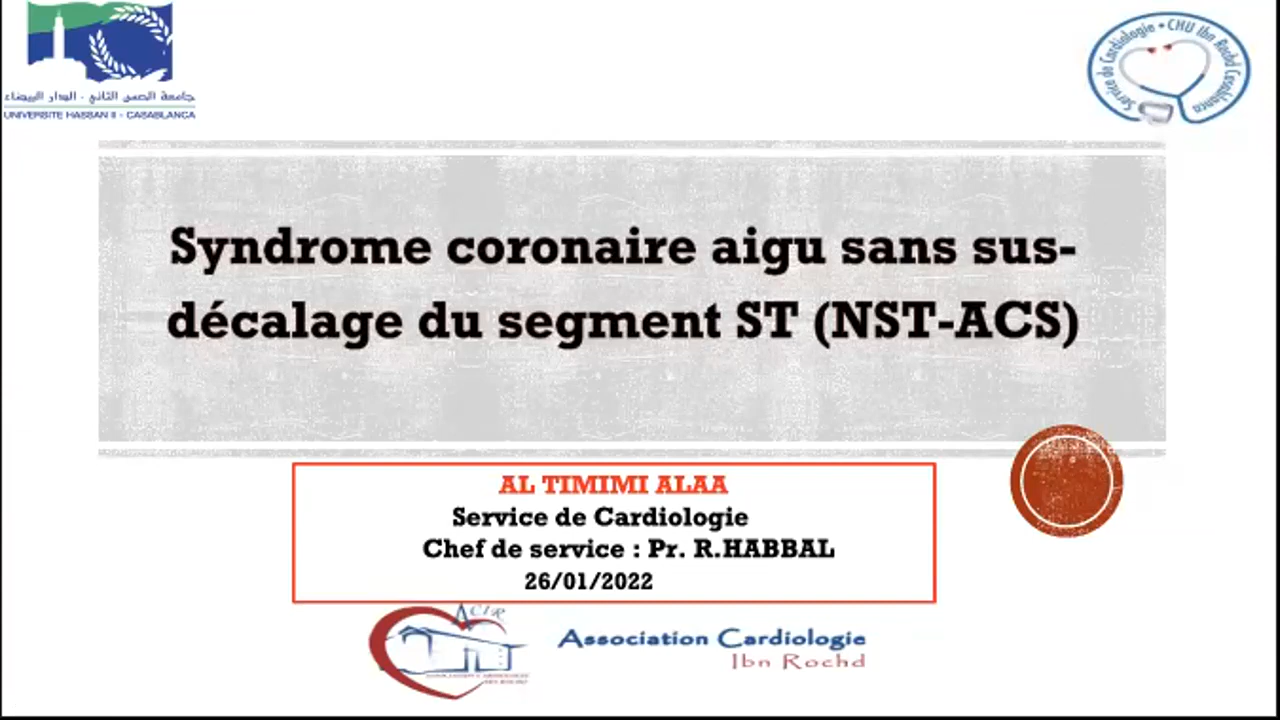 جامعة الحسن الثاني - الدار البيضاء
UNIVERSITE HASSAN II - CASABLANCA
Service de Cardiologie • CHU Ibn Rochd Casablanca
Syndrome coronaire aigu sans sus-
décalage du segment ST (NST-ACS)
AL TIMIMI ALAA
Service de Cardiologie
Chef de service : Pr. R.HABBAL
26/01/2022
ACIR
Association Cardiologie
Ibn Rochd